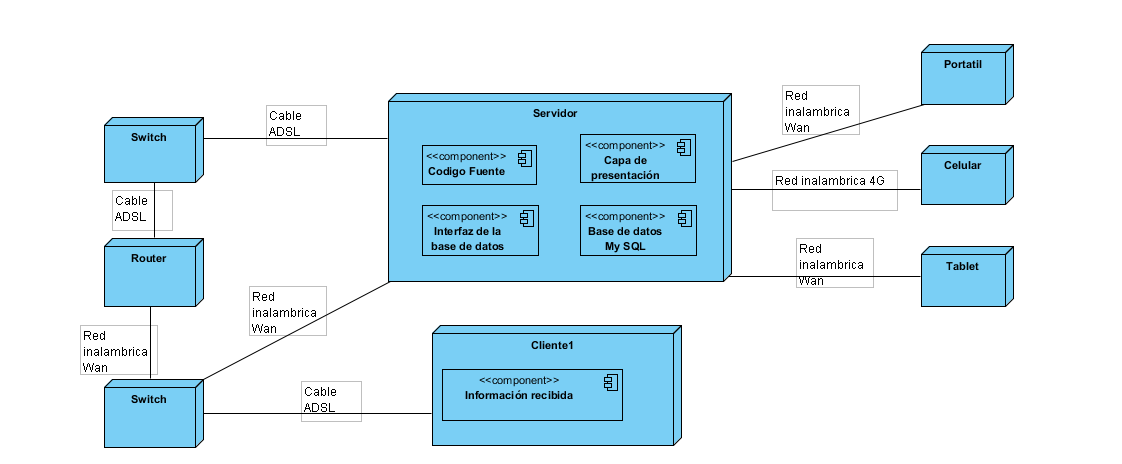 Portatil
Red
inalambrica
Wan
Servidor
Cable
ADSL
Switch
<<component>>
Capa de
presentación
<<component>>
Codigo Fuente
Celular
Red inalambrica 4G
Cable
ADSL
<<component>>
Interfaz de la
base de datos
<<component>>
Base de datos
My SQL
Router
Red
inalambrica
Wan
Tablet
Red
inalambrica
Wan
Red
inalambrica
Wan
Cliente1
<<component>>
Información recibida
Switch
Cable
ADSL